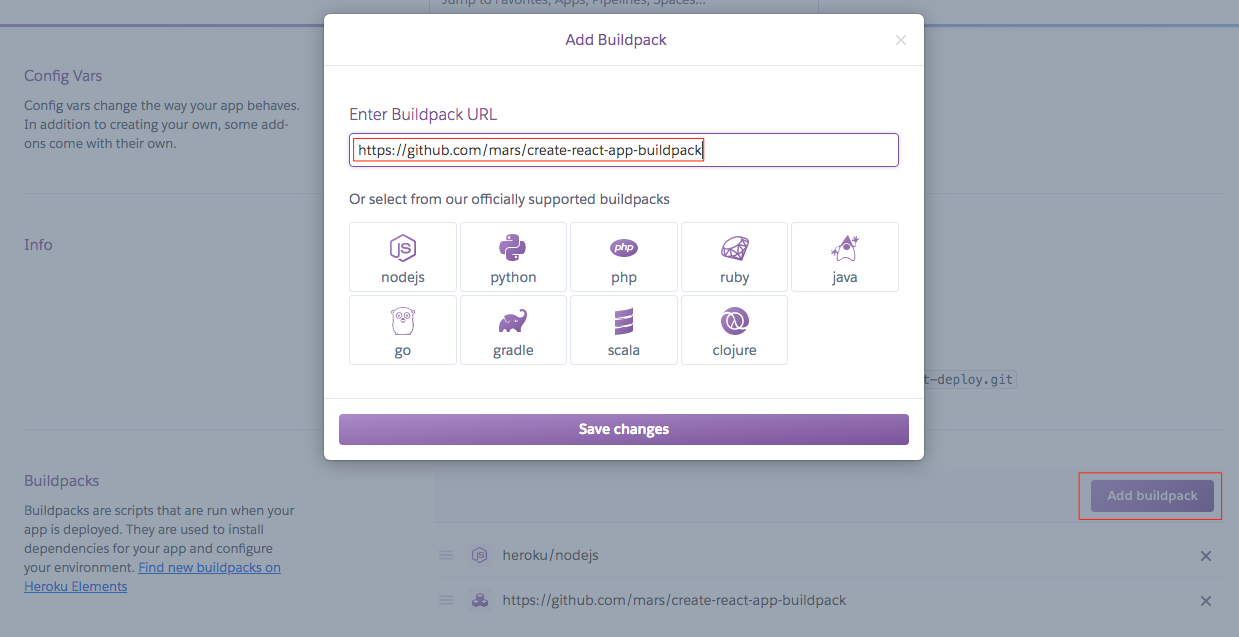 Jump to Favorites, Apps, Pipelines, Spaces...
Add Buildpack
×
Config Vars
Config vars change the way your app behaves.
In addition to creating your own, some add-
ons come with their own.
Enter Buildpack URL
https://github.com/mars/create-react-app-buildpack
Or select from our officially supported buildpacks
JS
php
nodejs
python
php
ruby
java
go
gradle
scala
clojure
Info
t-deploy.git
Save changes
Buildpacks
Buildpacks are scripts that are run when your
app is deployed. They are used to install
dependencies for your app and configure
your environment. Find new buildpacks on
Heroku Elements
Add buildpack
JS
heroku/nodejs
https://github.com/mars/create-react-app-buildpack